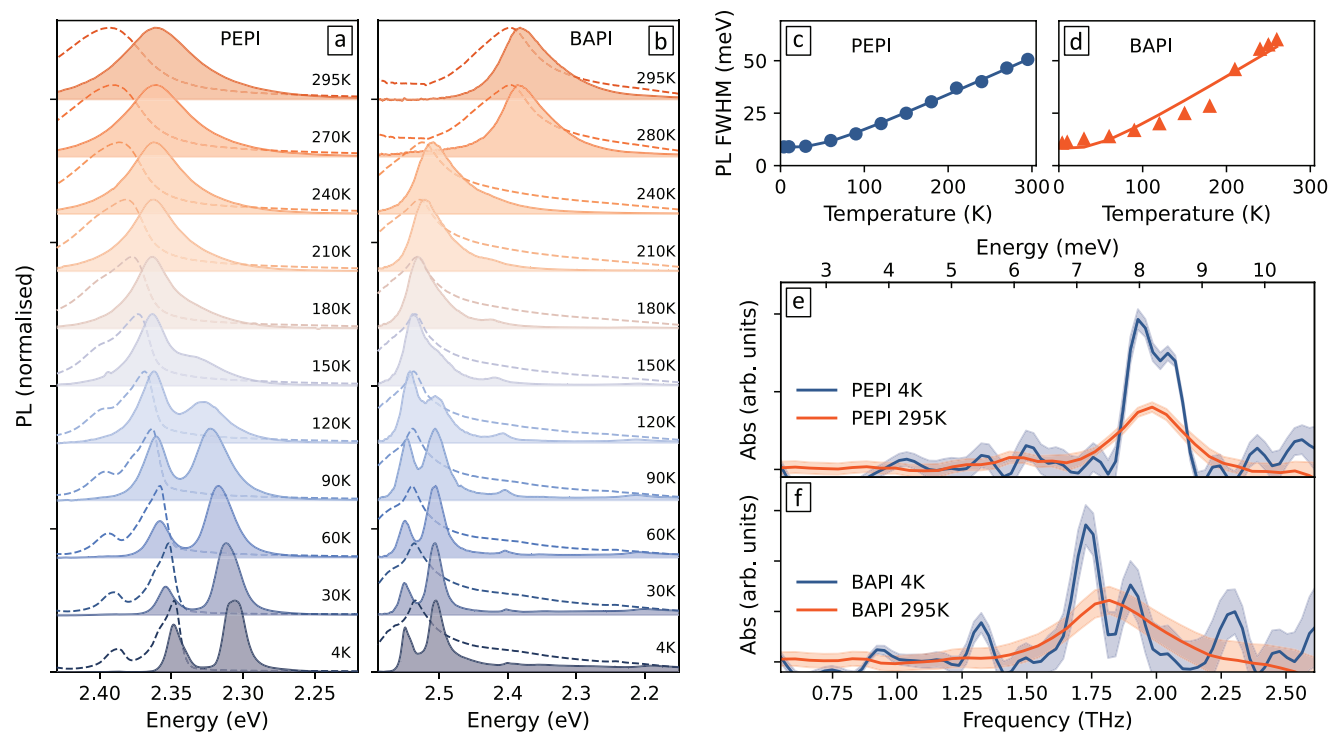 PL (normalised)
PEPI
a
295K
270K
240K
210K
180K
150K
120K
90K
60K
30K
4K
2.40
2.35
2.30
2.25
Energy (eV)
BAPI
b
295K
280K
240K
210K
180K
150K
120K
90K
60K
30K
4K
2.5
2.4
2.3
2.2
Energy (eV)
PL FWHM (meV)
50
25
0
c
PEPI
0
100
200
300
Temperature (K)
d
BAPI
0
100
200
300
Temperature (K)
Energy (meV)
3
4
5
6
7
8
9
10
e
Abs (arb. units)
PEPI 4K
PEPI 295K
f
Abs (arb. units)
BAPI 4K
BAPI 295K
0.75
1.00
1.25
1.50
1.75
2.00
2.25
2.50
Frequency (THz)